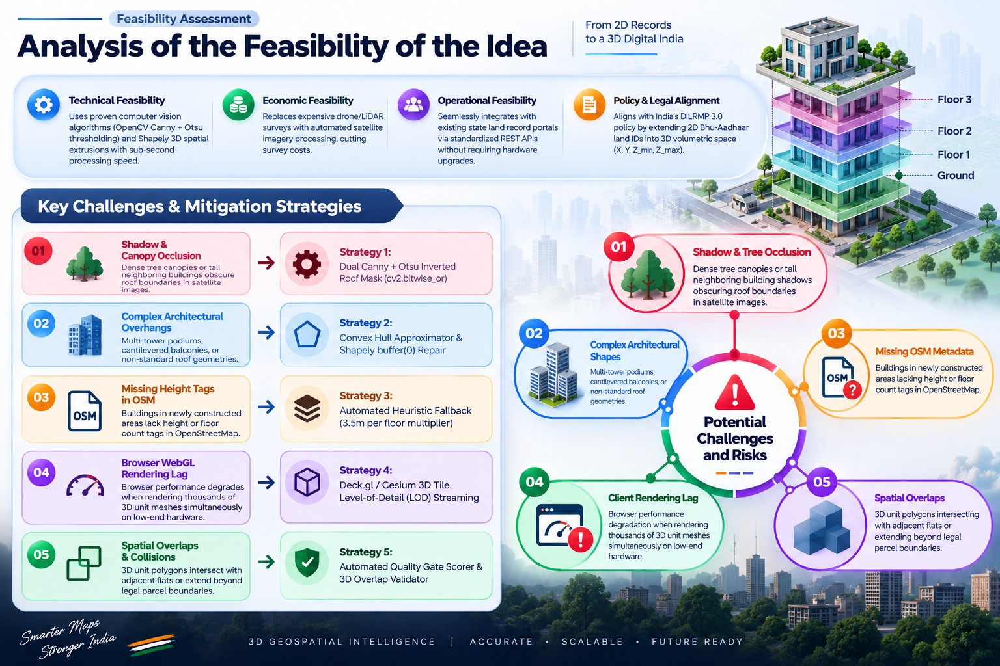 Feasibility Assessment
Analysis of the Feasibility of the Idea
From 2D Records
to a 3D Digital India
Technical Feasibility
Uses proven computer vision
algorithms (OpenCV Canny + Otsu
thresholding) and Shapely 3D spatial
extrusions with sub-second
processing speed.
Economic Feasibility
Replaces expensive drone/LiDAR
surveys with automated satellite
imagery processing, cutting
survey costs.
Operational Feasibility
Seamlessly integrates with
existing state land record portals
via standardized REST APIs
without requiring hardware
upgrades.
Policy & Legal Alignment
Aligns with India's DILRMP 3.0
policy by extending 2D Bhu-Aadhaar
land IDs into 3D volumetric space
(X, Y, Z_min, Z_max).
Floor 3
Floor 2
Floor 1
Ground
Key Challenges & Mitigation Strategies
01
Shadow &
Canopy Occlusion
Dense tree canopies or tall
neighboring buildings obscure
roof boundaries in satellite
images.
Strategy 1:
Dual Canny + Otsu Inverted
Roof Mask (cv2.bitwise_or)
02
Complex Architectural
Overhangs
Multi-tower podiums,
cantilevered balconies, or
non-standard roof geometries.
Strategy 2:
Convex Hull Approximator &
Shapely buffer(0) Repair
03
OSM
Missing Height Tags
in OSM
Buildings in newly constructed
areas lack height or floor
count tags in OpenStreetMap.
Strategy 3:
Automated Heuristic Fallback
(3.5m per floor multiplier)
04
Browser WebGL
Rendering Lag
Browser performance degrades
when rendering thousands of
3D unit meshes simultaneously
on low-end hardware.
Strategy 4:
Deck.gl / Cesium 3D Tile
Level-of-Detail (LOD) Streaming
05
Spatial Overlaps
& Collisions
3D unit polygons intersect with
adjacent flats or extend beyond
legal parcel boundaries.
Strategy 5:
Automated Quality Gate Scorer &
3D Overlap Validator
01
Shadow & Tree Occlusion
Dense tree canopies or tall
neighboring building shadows
obscuring roof boundaries
in satellite images.
02
Complex Architectural
Shapes
Multi-tower podiums,
cantilevered balconies, or
non-standard roof
geometries.
03
OSM
?
Missing OSM Metadata
Buildings in newly constructed
areas lacking height or floor
count tags in OpenStreetMap.
!
Potential
Challenges
and Risks
04
!
Client Rendering Lag
Browser performance
degradation when rendering
thousands of 3D unit meshes
simultaneously on low-end
hardware.
05
Spatial Overlaps
3D unit polygons intersecting
with adjacent flats or
extending beyond legal
parcel boundaries.
Smarter Maps
Stronger India
3D GEOSPATIAL INTELLIGENCE | ACCURATE • SCALABLE • FUTURE READY